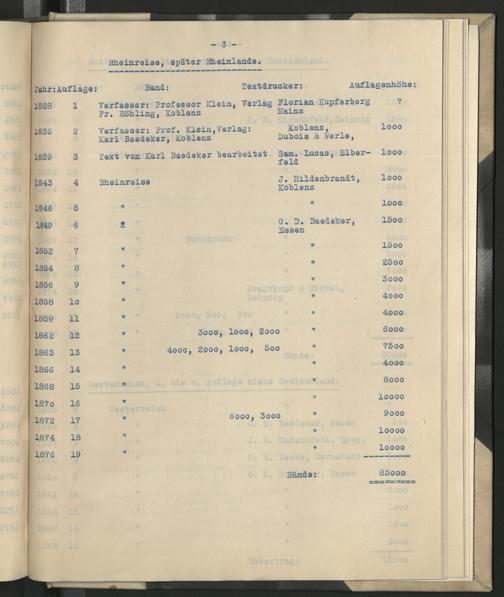 - 3 -
Rheinreise, später Rheinlande.
Jahr: Auflage: Band: Textdrucker: Auflagenhöhe:
1828 1 Verfasser: Professor Klein, Verlag Florian Kupferberg ?
Fr. Röhling, Koblenz Mainz
1835 2 Verfasser: Prof. Klein, Verlag: Koblenz, 1000
Karl Baedeker, Koblenz Dubois & Werle,
1839 3 Text von Karl Baedeker bearbeitet Sam. Lucas, Elber- 1000
feld
1843 4 Rheinreise J. Hildenbrandt, 1000
Koblenz
1846 5 " " 1000
1849 6 " G. D. Baedeker, 1500
Essen
1852 7 " " 1500
1854 8 " " 2500
1856 9 " " 3000
1858 10 " " 4000
1859 11 " " 4000
1862 12 " 3000, 1000, 2000 " 6000
1863 13 " 4000, 2000, 1000, 500 " 7500
1866 14 " " 4000
1868 15 " " 8000
1870 16 " " 10000
1872 17 " 6000, 3000 " 9000
1874 18 " " 10000
1876 19 " " 10000
Bände: 85000